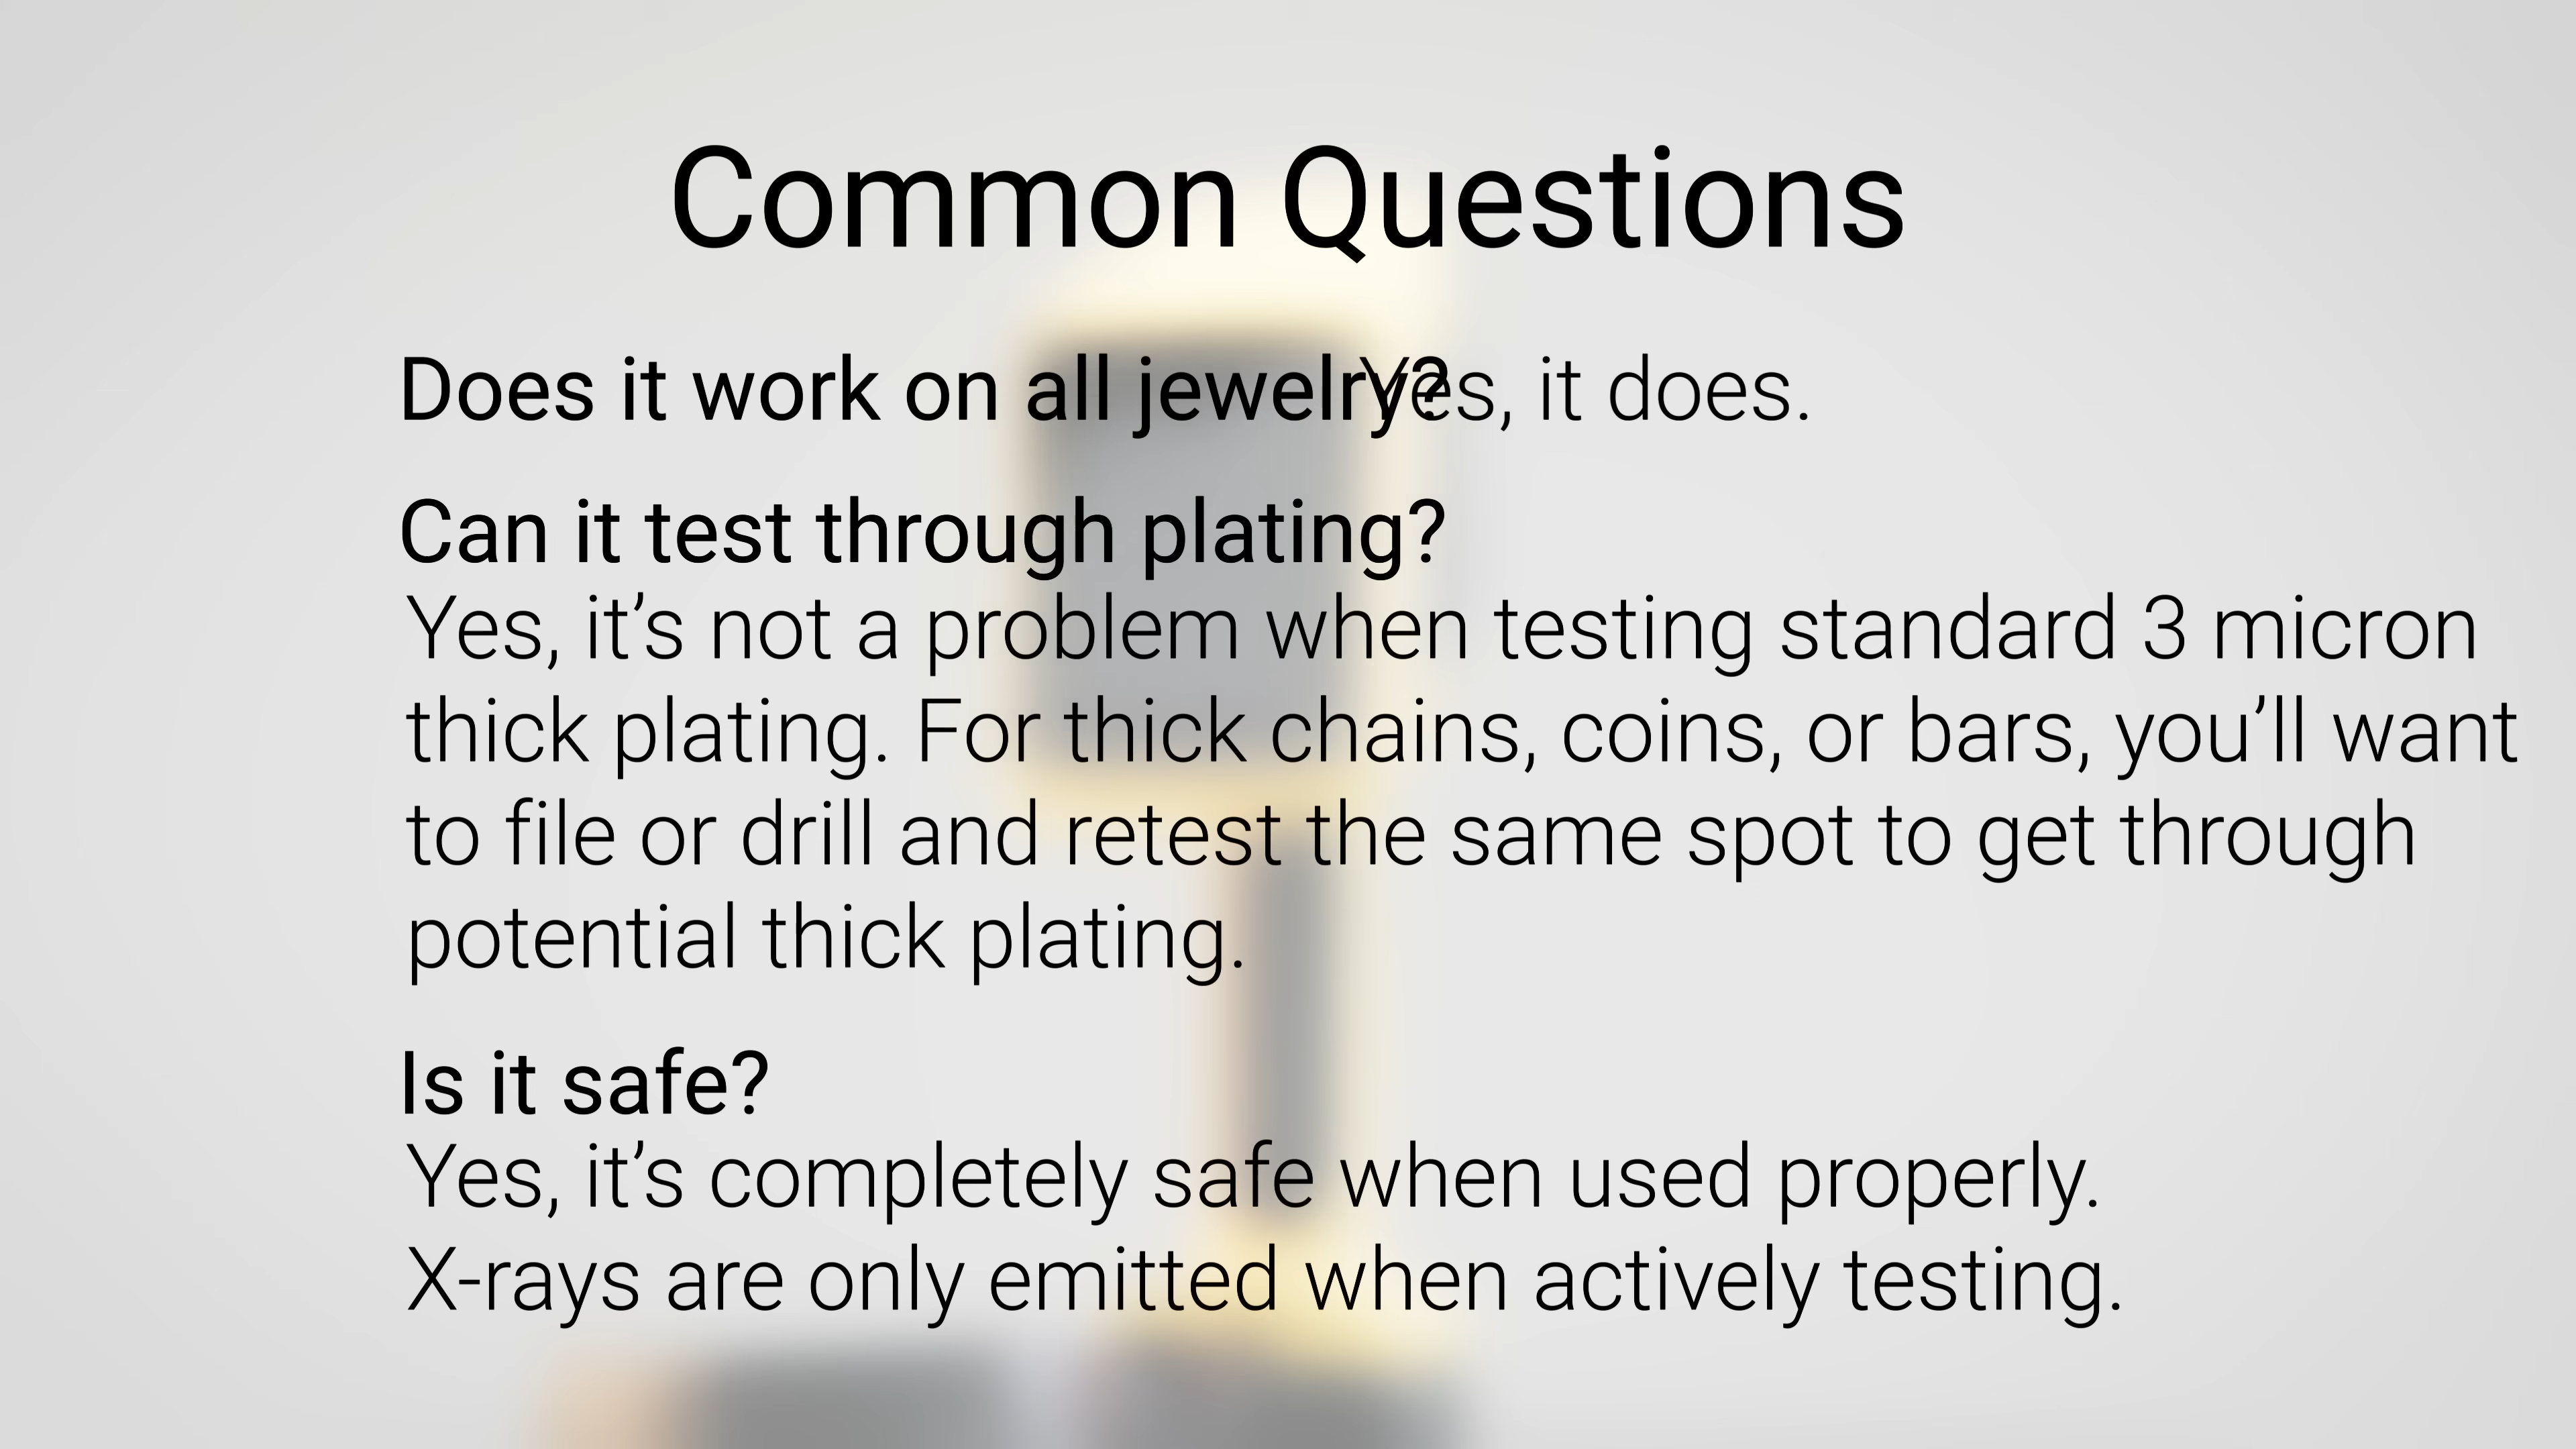 Common Questions
Does it work on all jewelry? Yes, it does.
Can it test through plating?
Yes, it’s not a problem when testing standard 3 micron
thick plating. For thick chains, coins, or bars, you’ll want
to file or drill and retest the same spot to get through
potential thick plating.
Is it safe?
Yes, it’s completely safe when used properly.
X-rays are only emitted when actively testing.